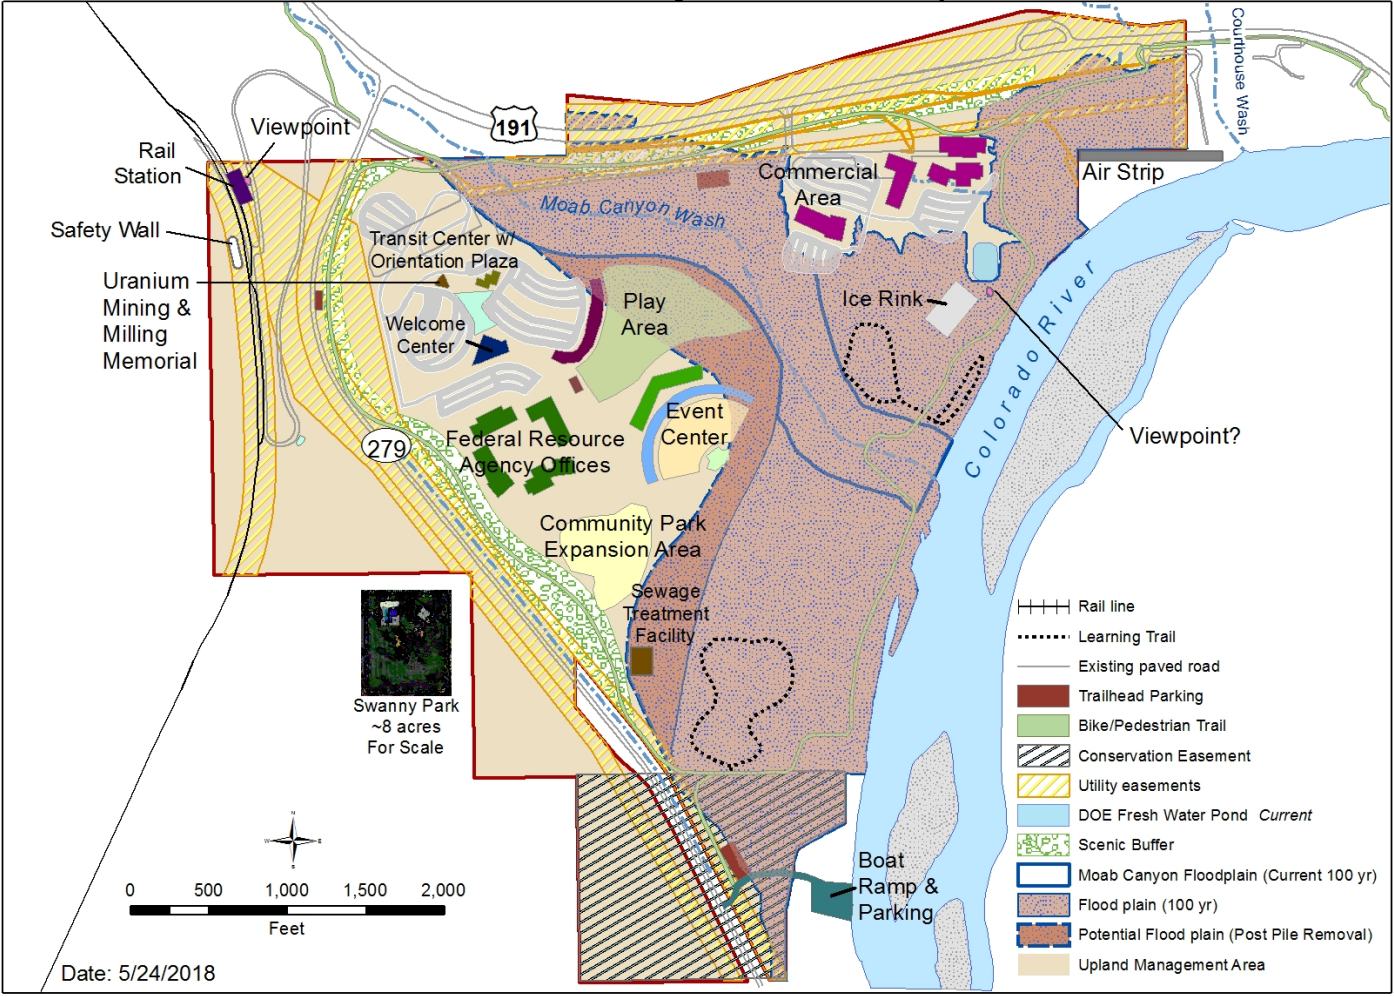 191
Courthouse Wash
Viewpoint
Rail
Station
Air Strip
Commercial
Area
Moab Canyon Wash
Safety Wall
Transit Center w/
Orientation Plaza
Uranium
Mining &
Milling
Memorial
Play
Area
Ice Rink
Colorado River
Welcome
Center
Event
Center
Viewpoint?
279
Federal Resource
Agency Offices
Community Park
Expansion Area
Sewage
Treatment
Facility
Swanny Park
~8 acres
For Scale
Rail line
Learning Trail
Existing paved road
Trailhead Parking
Bike/Pedestrian Trail
Conservation Easement
Utility easements
DOE Fresh Water Pond Current
Scenic Buffer
Moab Canyon Floodplain (Current 100 yr)
Flood plain (100 yr)
Potential Flood plain (Post Pile Removal)
Upland Management Area
Boat
Ramp &
Parking
N
W E
S
0 500 1,000 1,500 2,000
Feet
Date: 5/24/2018